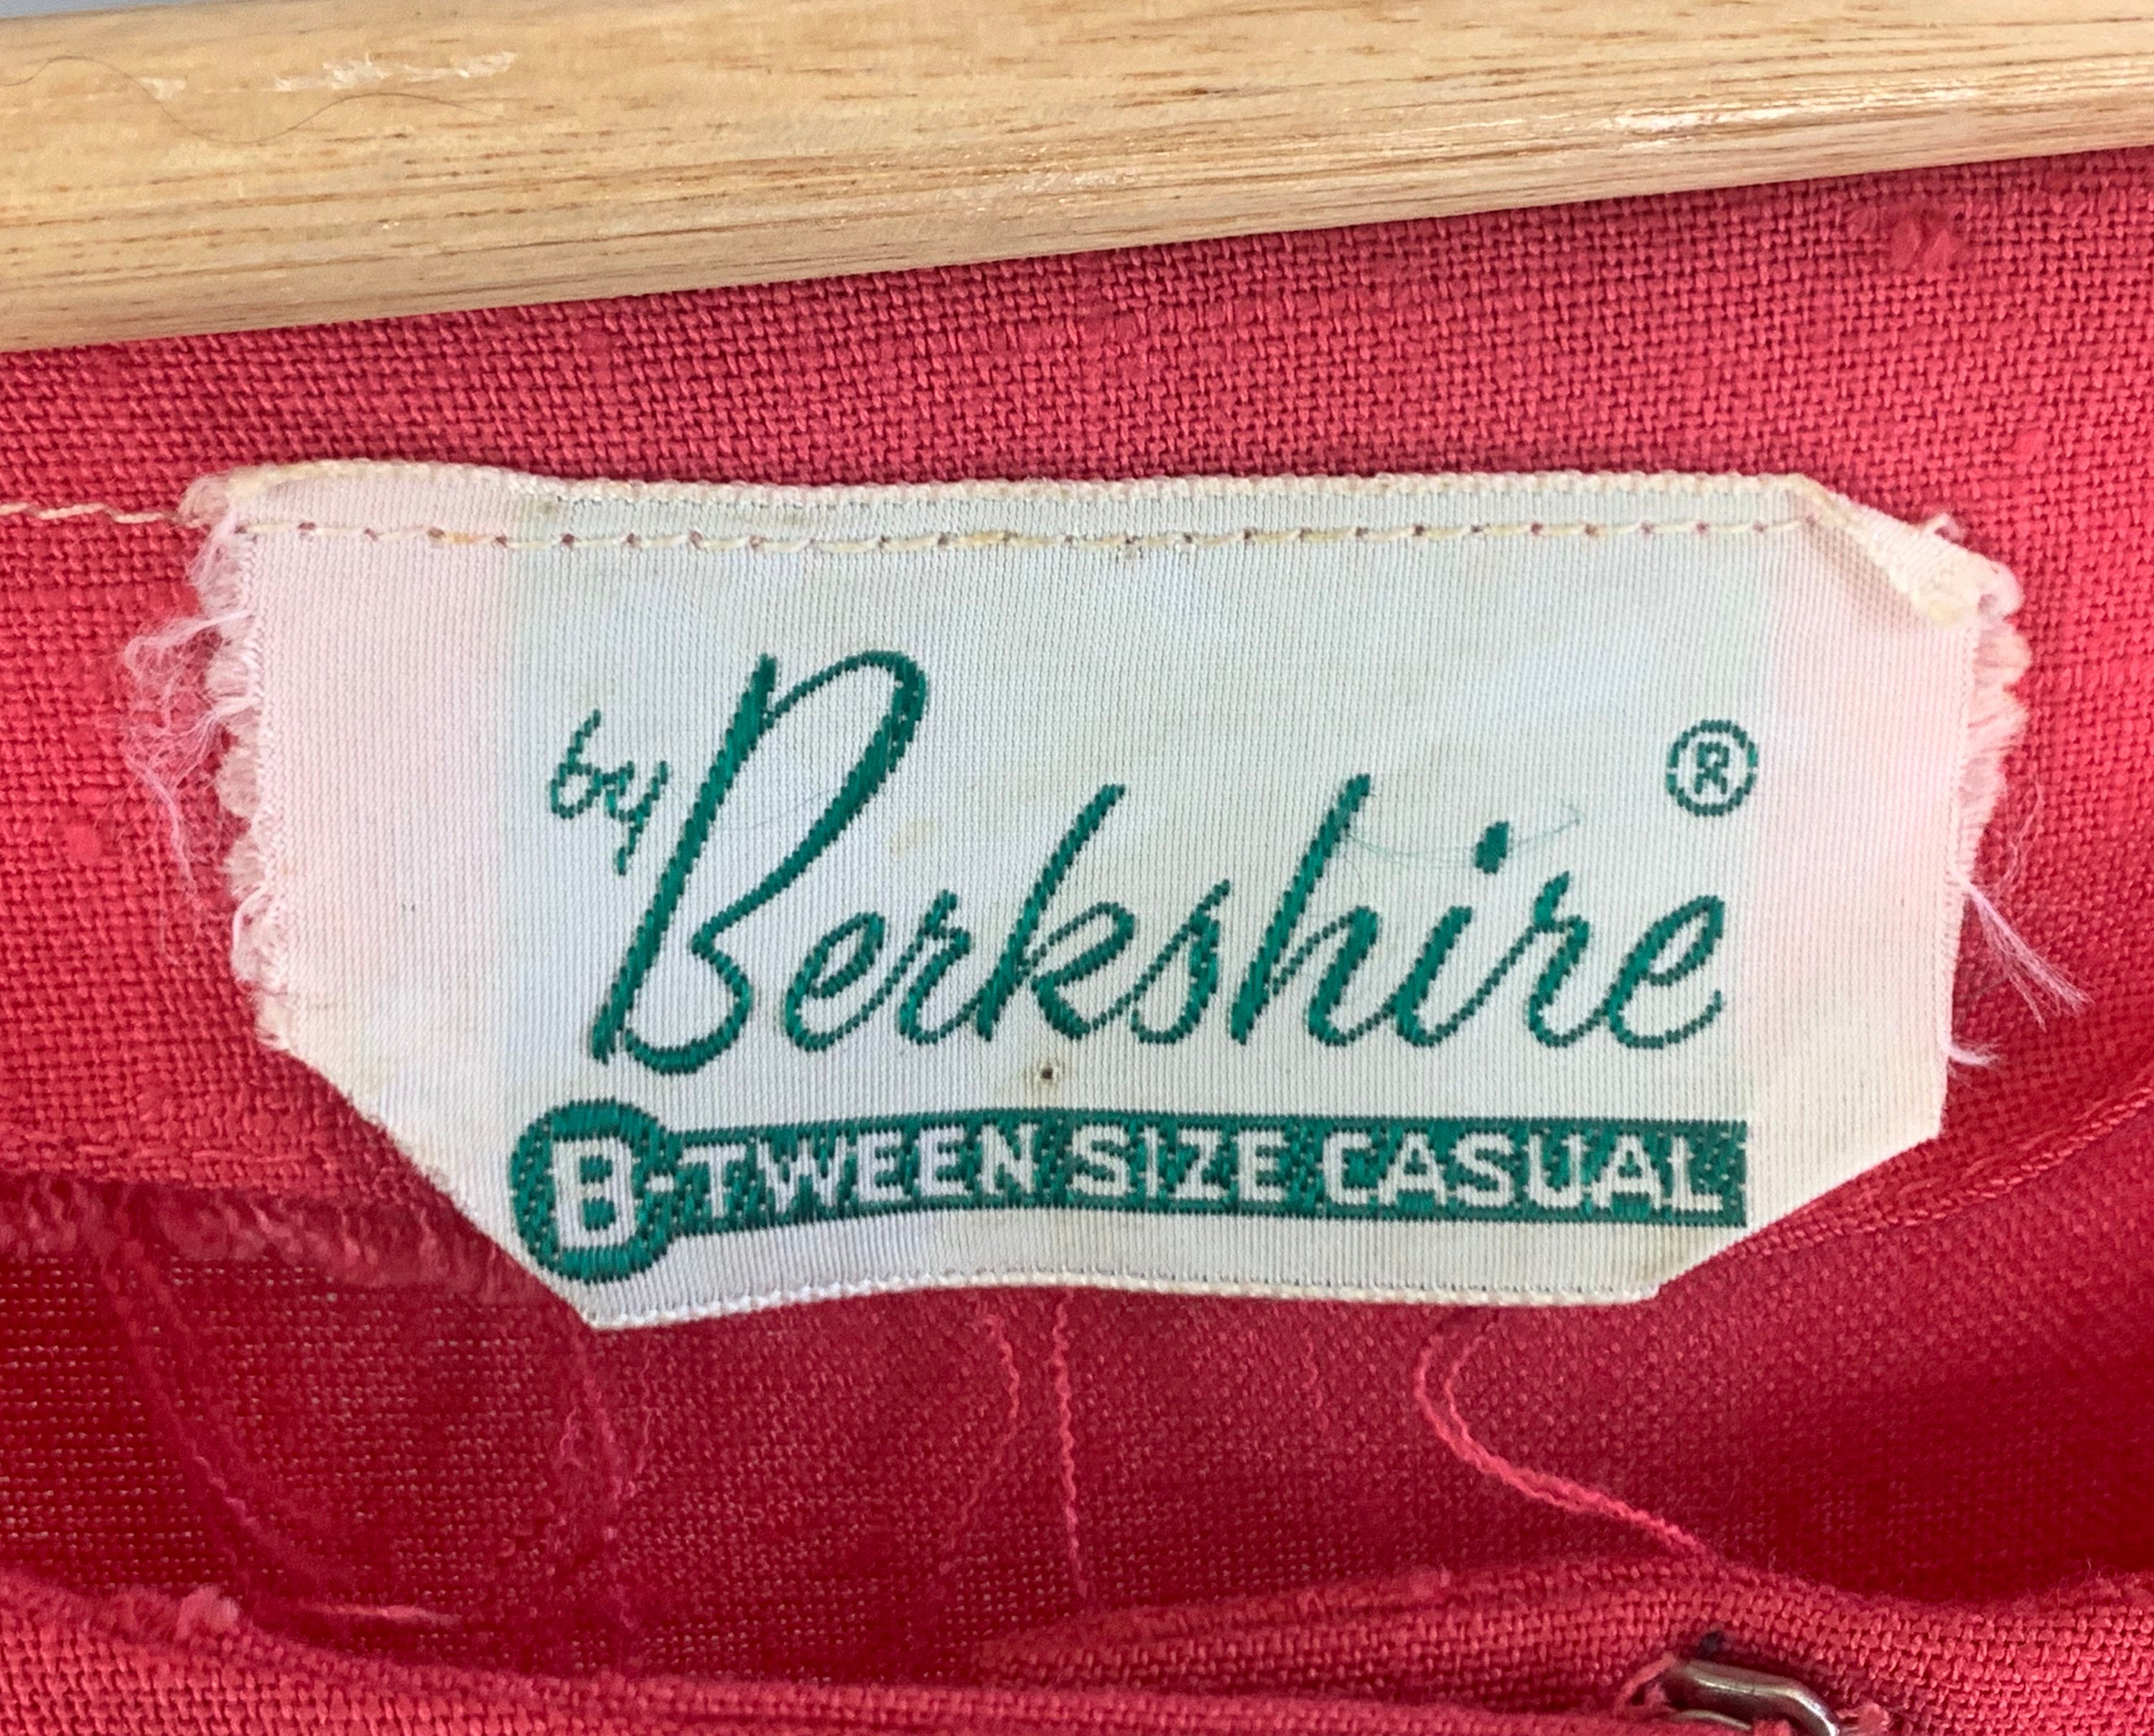 by Berkshire ®
B-TWEEN SIZE CASUAL